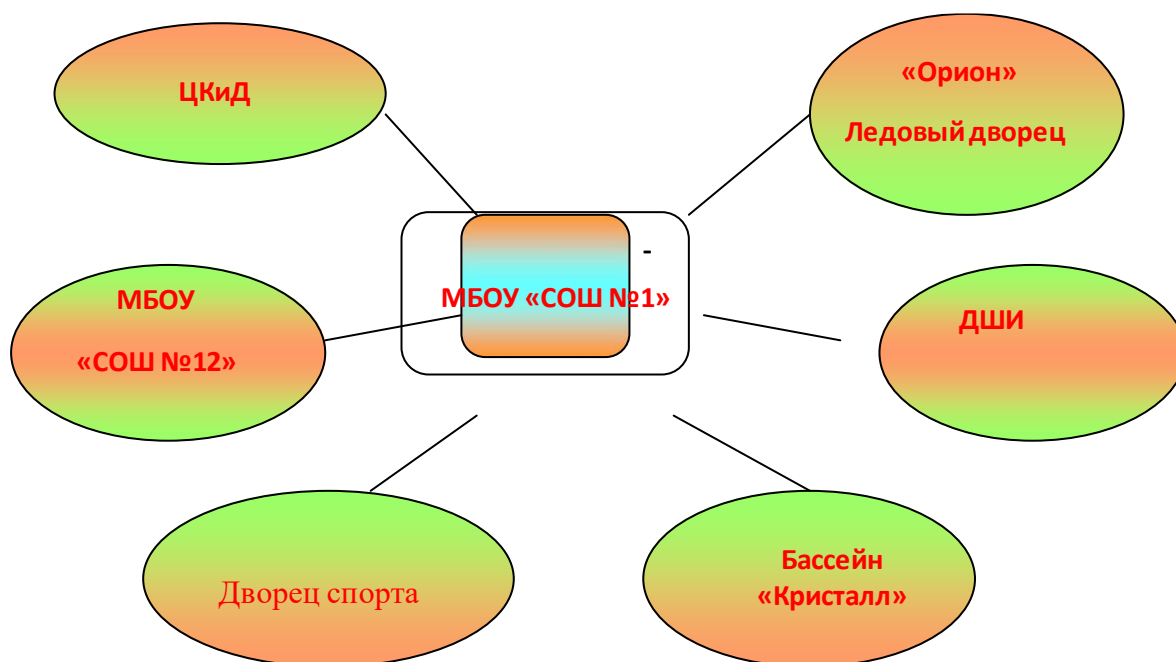 ЦКиД
«Орион»
Ледовый дворец
-
МБОУ «СОШ №1»
МБОУ
«СОШ №12»
ДШИ
Дворец спорта
Бассейн
«Кристалл»